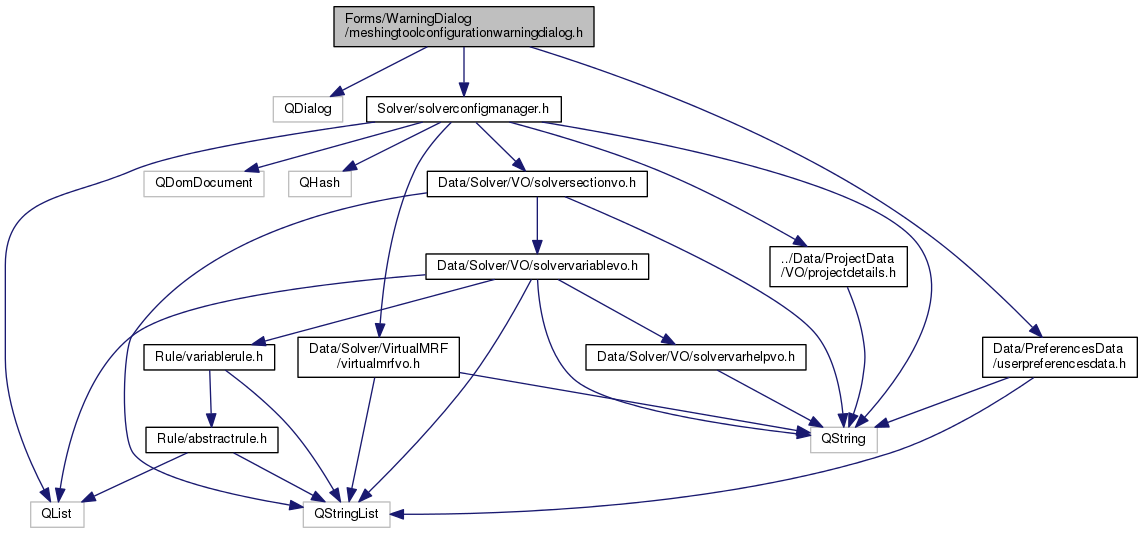 Forms/WarningDialog
/meshingtoolconfigurationwarningdialog.h
QDialog
Solver/solverconfigmanager.h
QDomDocument
QHash
Data/Solver/VO/solversectionvo.h
Data/Solver/VO/solvervariablevo.h
../Data/ProjectData
/VO/projectdetails.h
Rule/variablerule.h
Data/Solver/VirtualMRF
/virtualmrfvo.h
Data/Solver/VO/solvervarhelpvo.h
Data/PreferencesData
/userpreferencesdata.h
Rule/abstractrule.h
QString
QList
QStringList